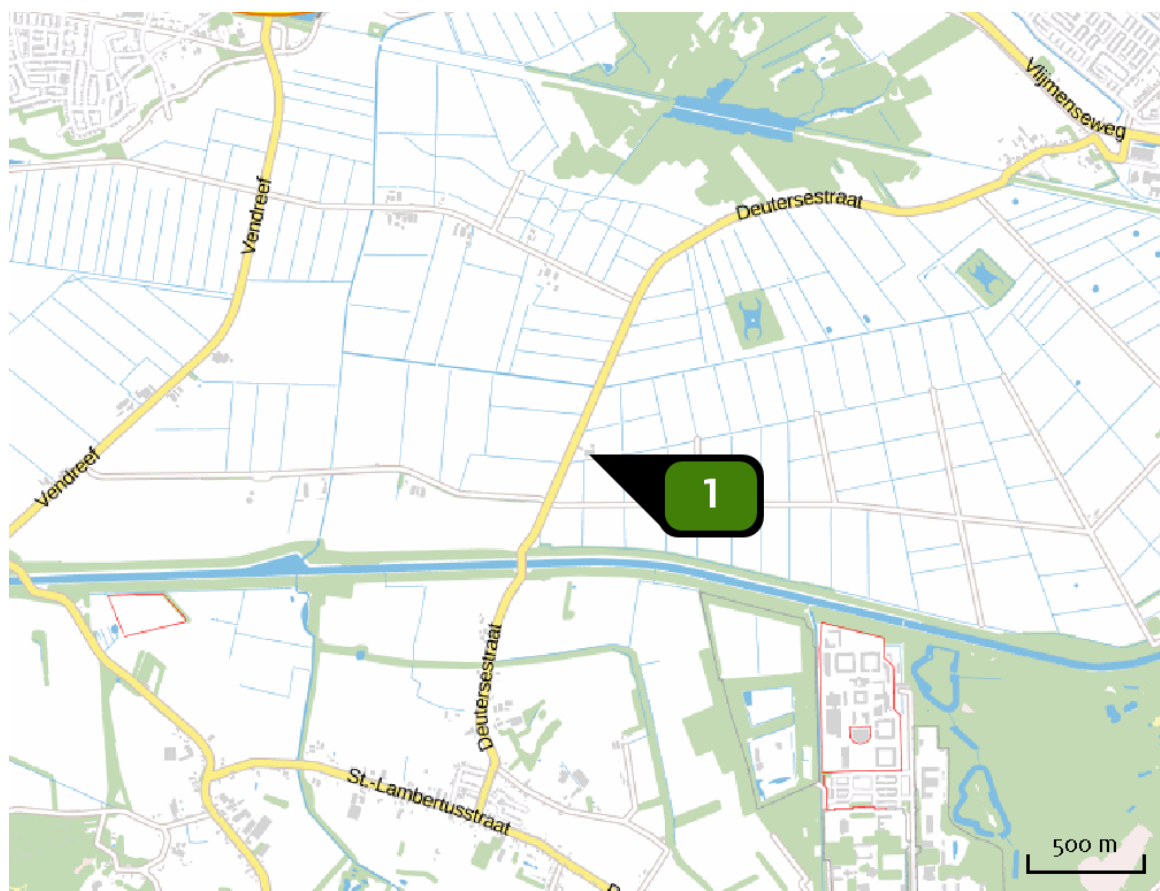 Vlijmenseweg
Deutersestraat
Vendreef
Vendreef
1
Deutersestraat
St.-Lambertusstraat
500 m